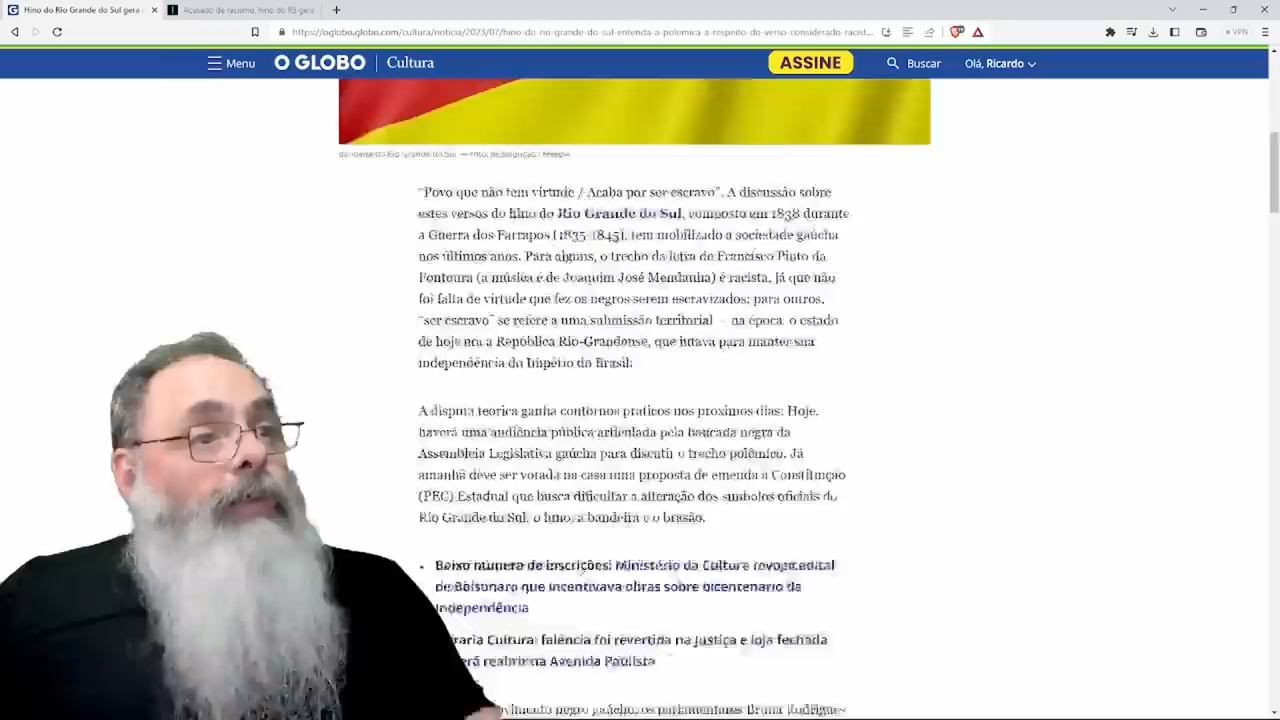 Hino do Rio Grande do Sul gera
Acusado de racismo, hino do RS gera
https://oglobo.globo.com/cultura/noticia/2023/07/hino-do-rio-grande-do-sul-entenda-a-polemica-a-respeito-do-verso-considerado-racist...
VPN
Menu
O GLOBO
Cultura
ASSINE
Buscar
Olá, Ricardo
"Povo que não tem virtude / Acaba por ser escravo". A discussão sobre
estes versos do hino do Rio Grande do Sul, composto em 1838 durante
a Guerra dos Farrapos (1835-1845), tem mobilizado a sociedade gaúcha
nos últimos anos. Para alguns, o trecho da letra de Francisco Pinto da
Fontoura (a música é de Joaquim José Mendanha) é racista, já que não
foi falta de virtude que fez os negros serem escravizados; para outros,
"ser escravo" se refere a uma submissão territorial — na época, o estado
de hoje era a República Rio-Grandense, que lutava para manter sua
independência do Império do Brasil.
A disputa teórica ganha contornos práticos nos próximos dias. Hoje,
haverá uma audiência pública articulada pela bancada negra da
Assembleia Legislativa gaúcha para discutir o trecho polêmico. Já
amanhã deve ser votada na casa uma proposta de emenda à Constituição
(PEC) Estadual que busca dificultar a alteração dos símbolos oficiais do
Rio Grande do Sul, o hino, a bandeira e o brasão.
Baixo número de inscrições: Ministério da Cultura revoga edital
de Bolsonaro que incentivava obras sobre bicentenário da
Independência
raria Cultura: falência foi revertida na Justiça e loja fechada
erá reabrir na Avenida Paulista